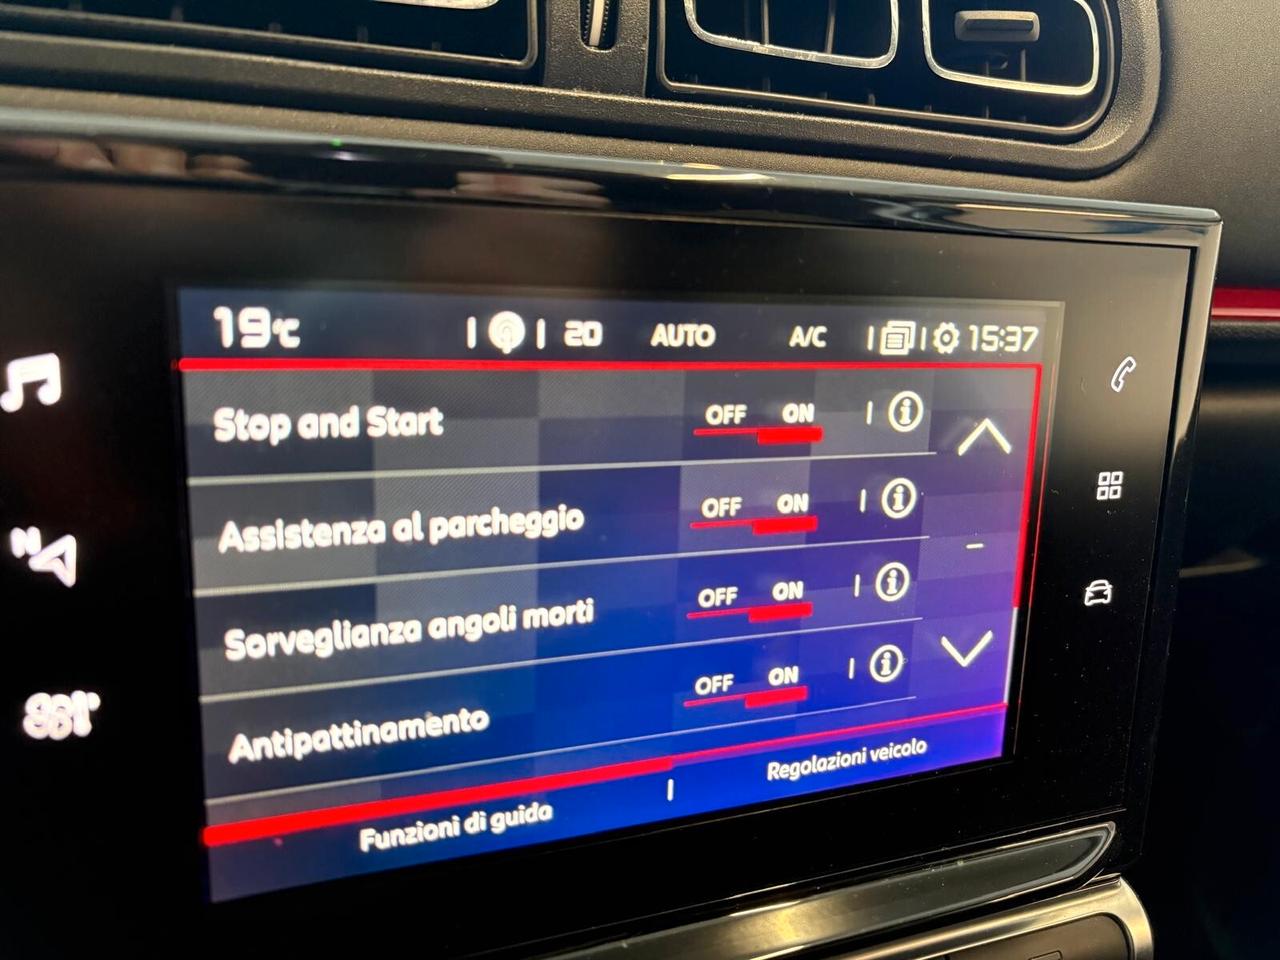 19°C 20 AUTO A/C 15:37
Stop and Start OFF ON
Assistenza al parcheggio OFF ON
Sorveglianza angoli morti OFF ON
Antipattinamento OFF ON
Funzioni di guida Regolazioni veicolo
N